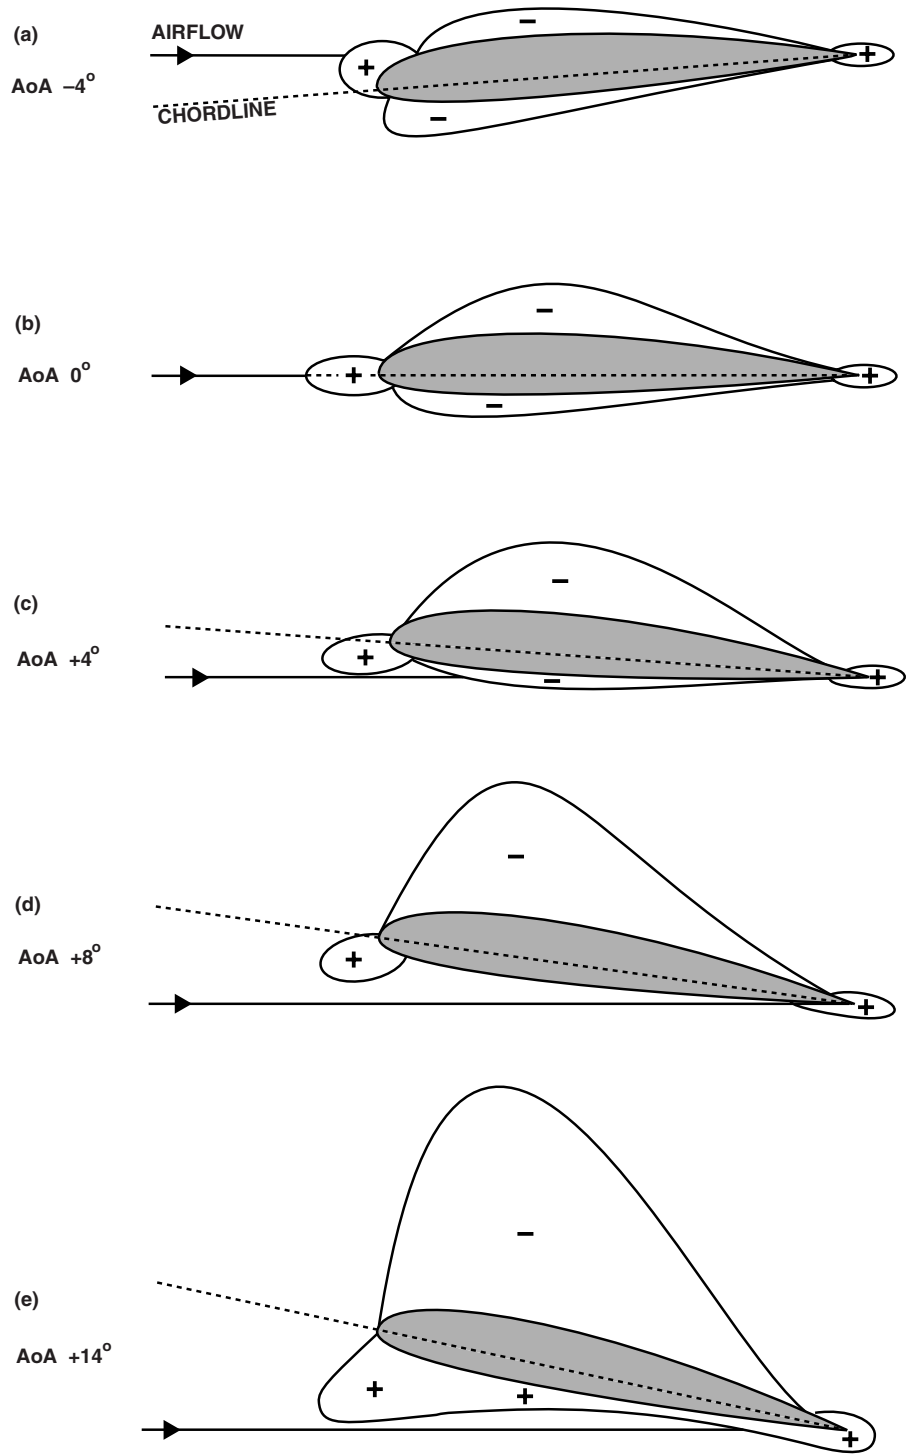 (a)
AIRFLOW
AoA –4°
CHORDLINE
–
+
+
–
(b)
AoA 0°
–
+
+
–
(c)
AoA +4°
–
+
–
+
(d)
AoA +8°
–
+
+
(e)
AoA +14°
–
+
+
+